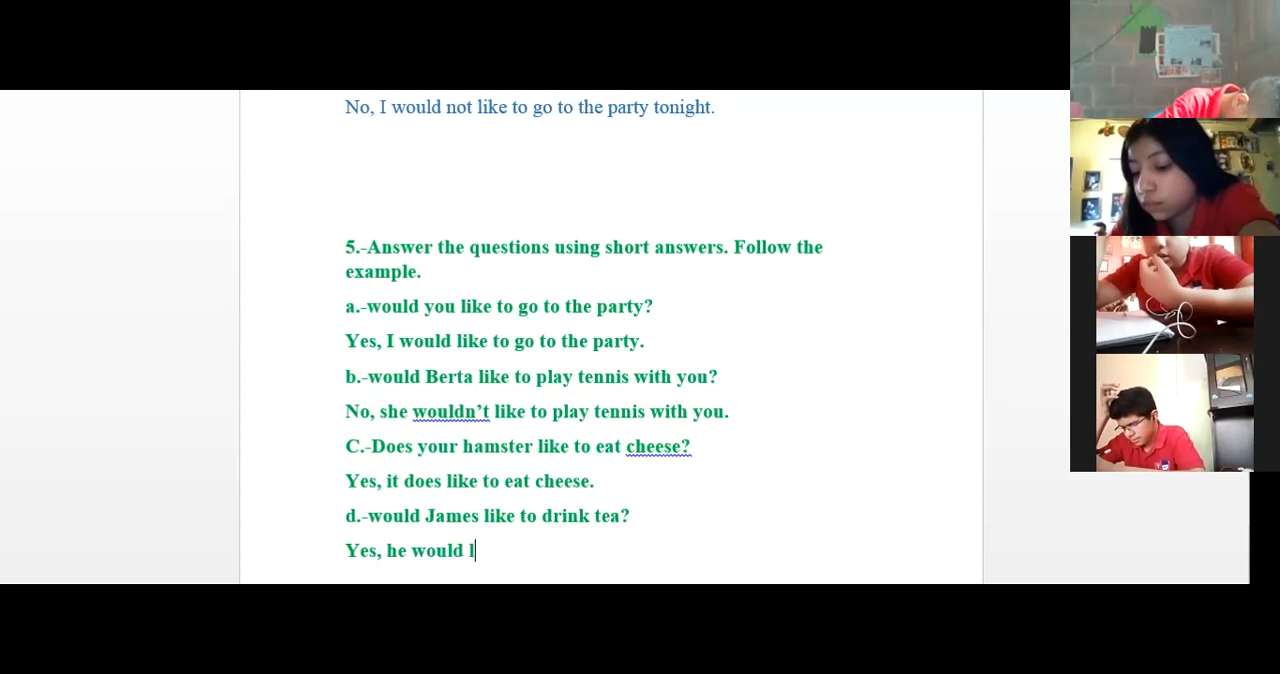 No, I would not like to go to the party tonight.
5.-Answer the questions using short answers. Follow the
example.
a.-would you like to go to the party?
Yes, I would like to go to the party.
b.-would Berta like to play tennis with you?
No, she wouldn’t like to play tennis with you.
C.-Does your hamster like to eat cheese?
Yes, it does like to eat cheese.
d.-would James like to drink tea?
Yes, he would l